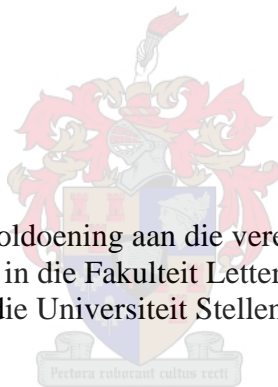 oldoening aan die vere
in die Fakulteit Letter
die Universiteit Stellen
Pectora roborant cultus recti